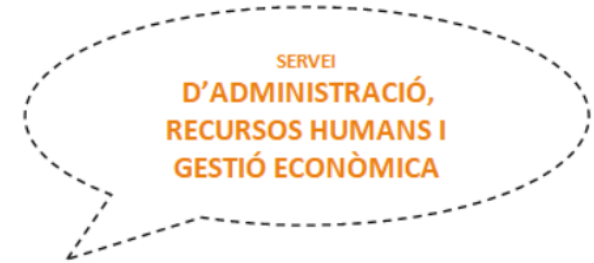 SERVEI
D'ADMINISTRACIÓ,
RECURSOS HUMANS I
GESTIÓ ECONÒMICA